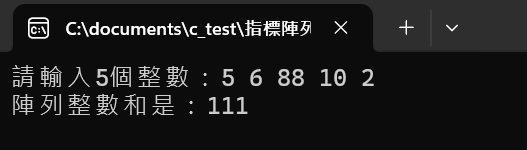 C:\documents\c_test\指標陣列
請輸入5個整數：5 6 88 10 2
陣列整數和是：111